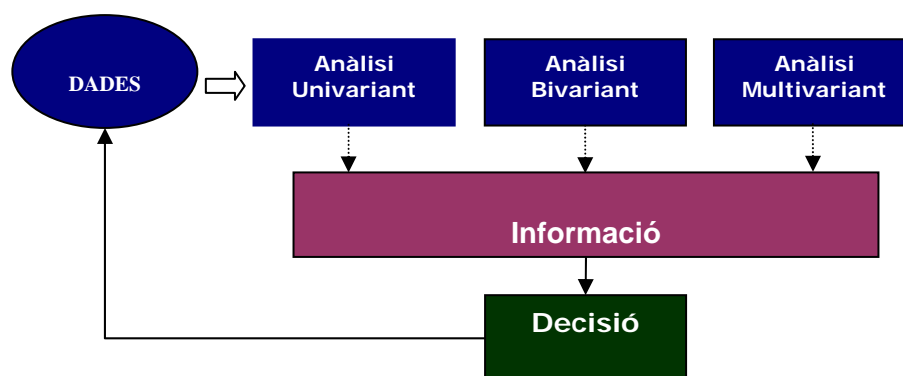 DADES
Anàlisi
Univariant
Anàlisi
Bivariant
Anàlisi
Multivariant
Informació
Decisió